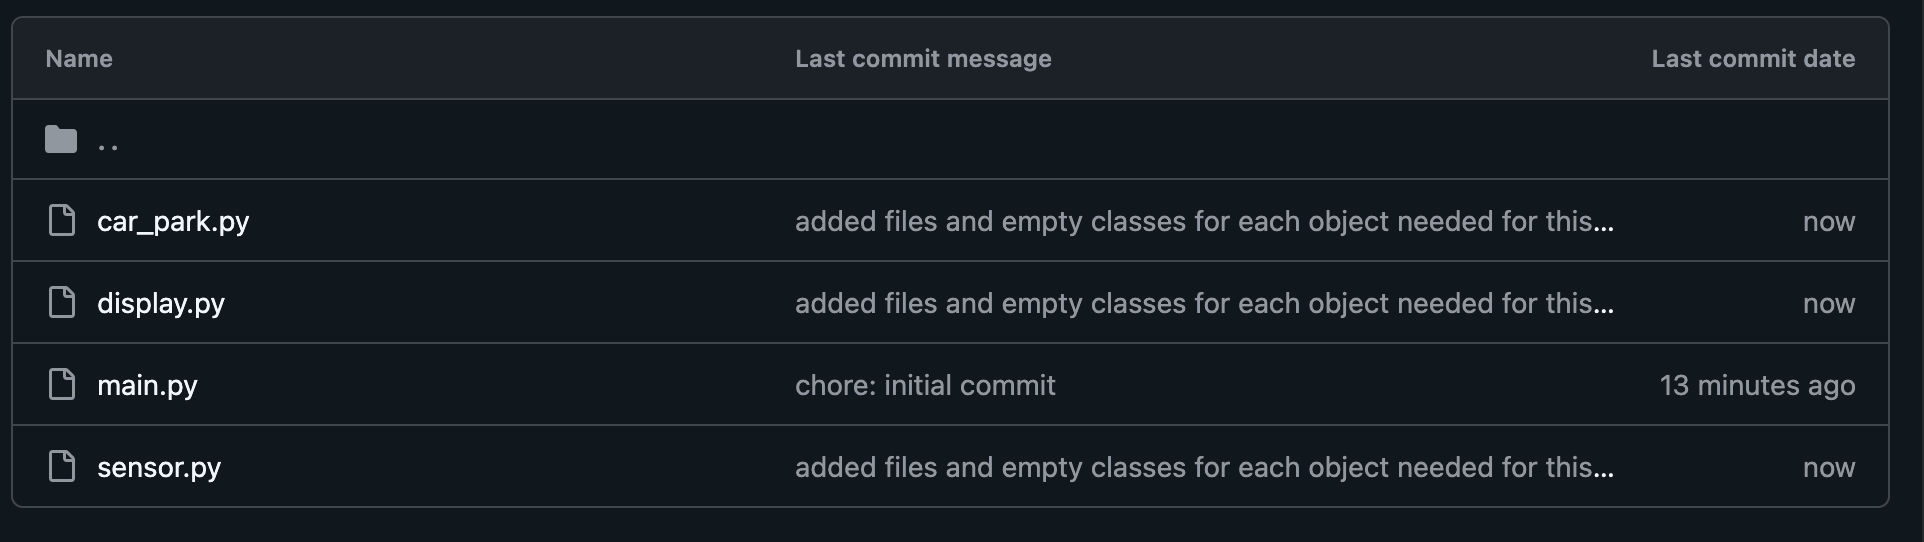 Name Last commit message Last commit date
..
car_park.py added files and empty classes for each object needed for this... now
display.py added files and empty classes for each object needed for this... now
main.py chore: initial commit 13 minutes ago
sensor.py added files and empty classes for each object needed for this... now